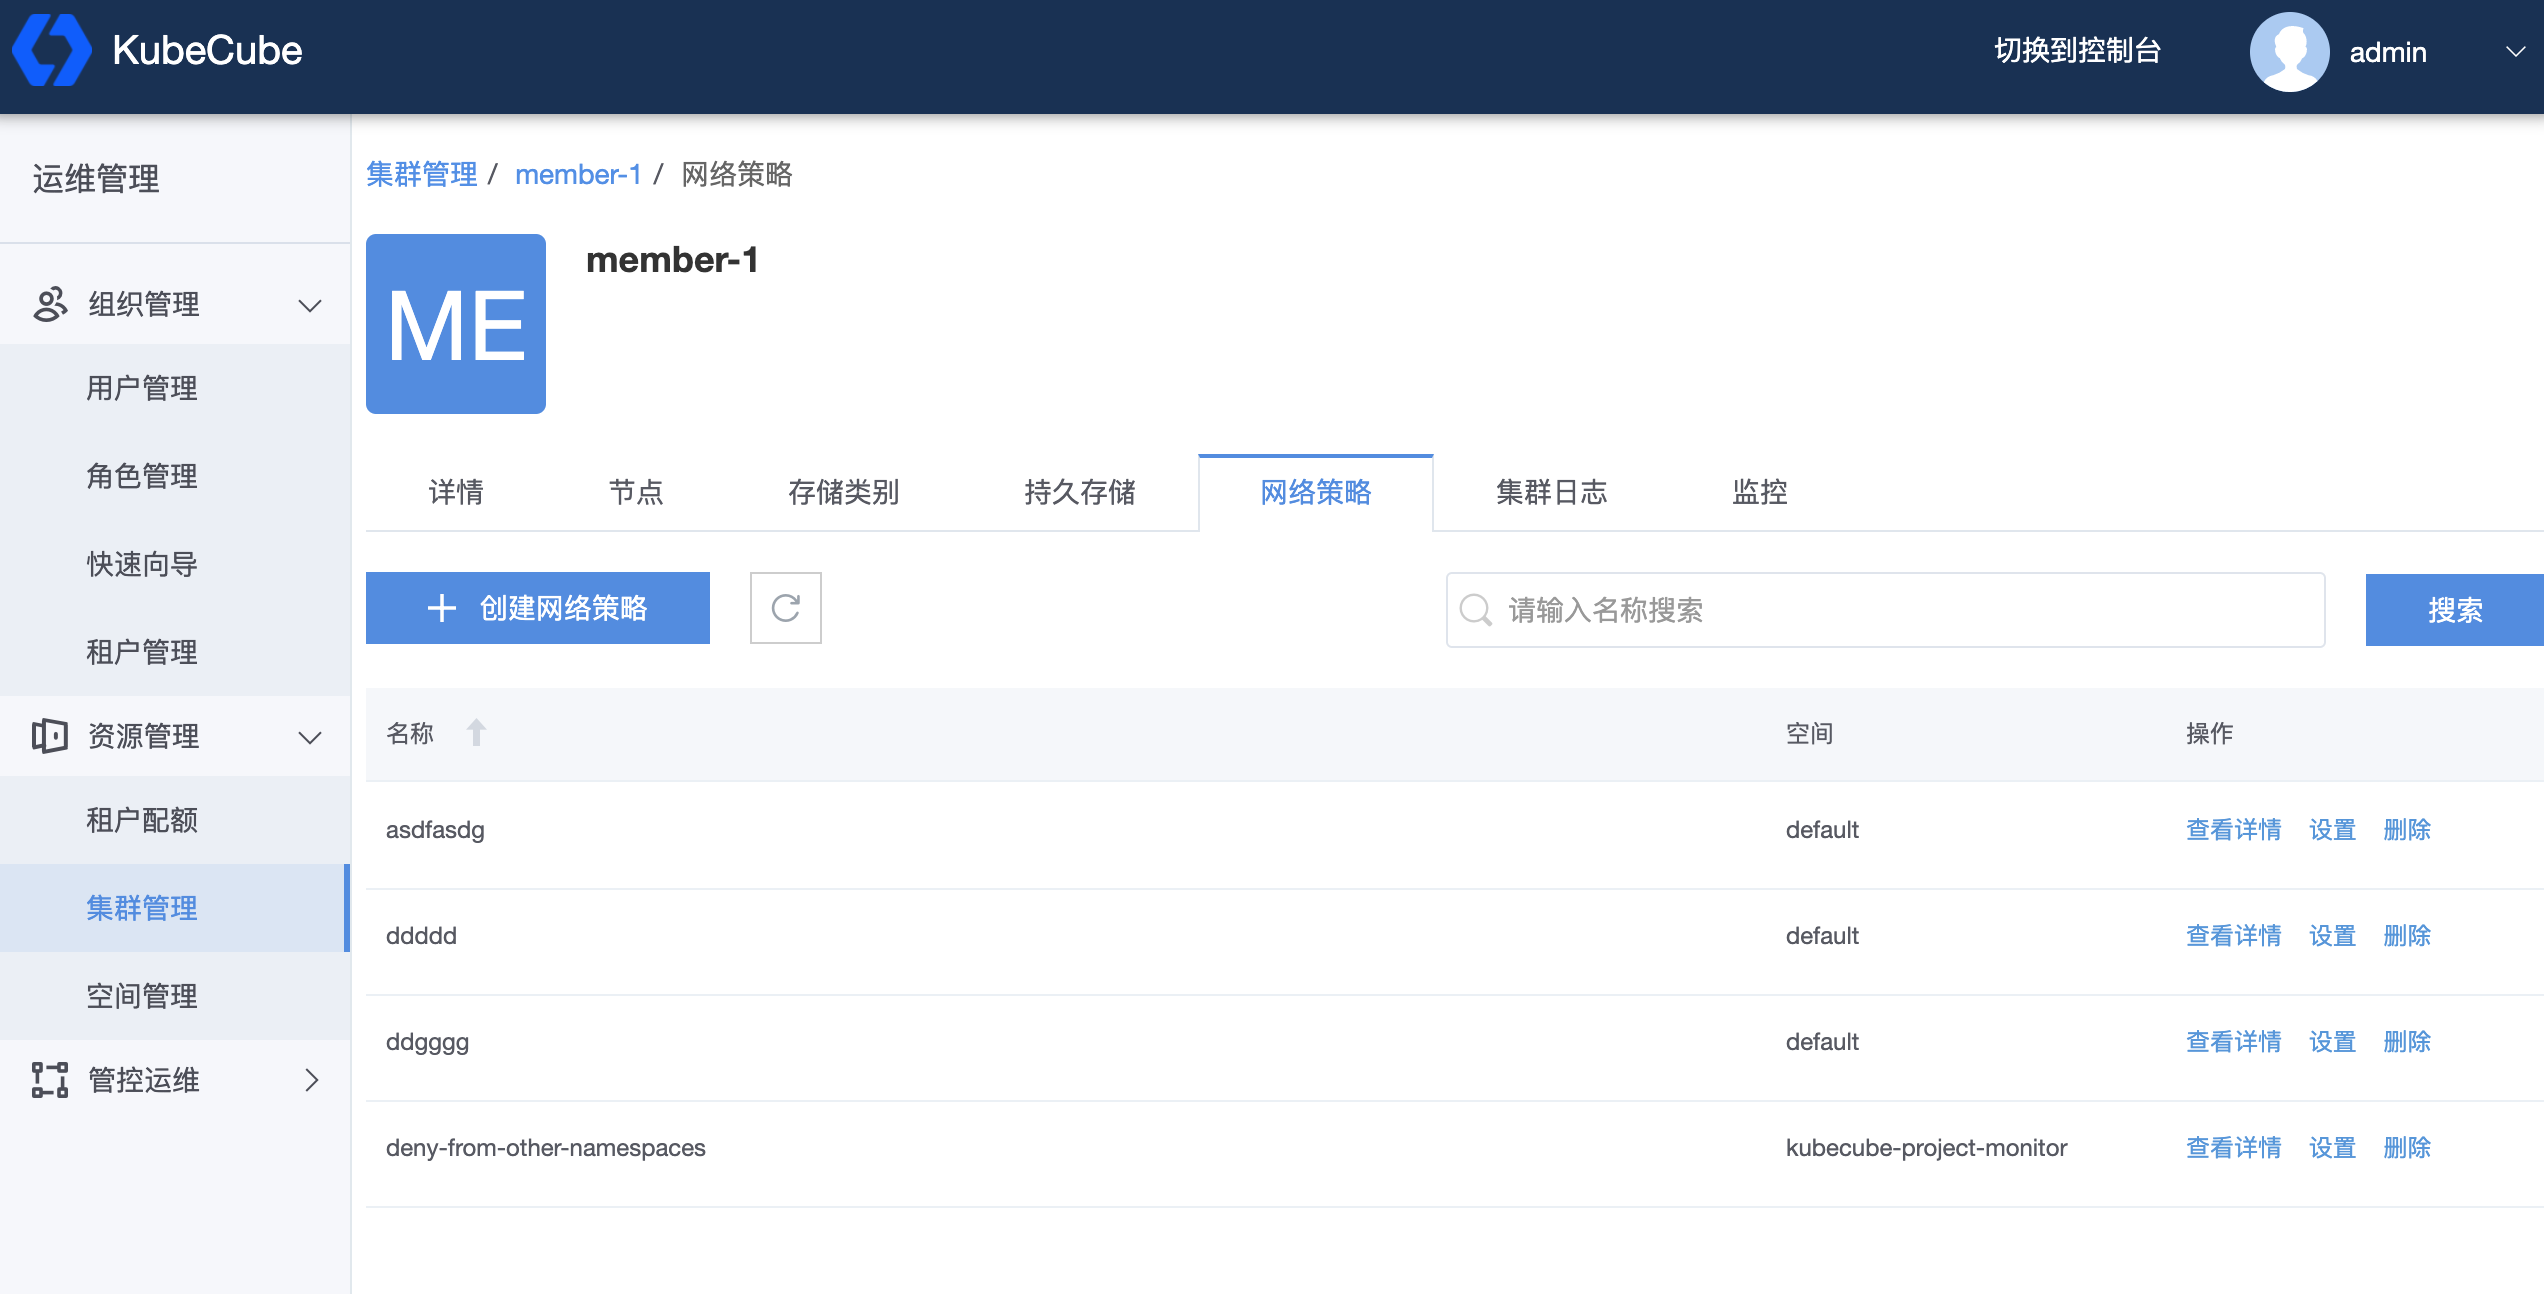 KubeCube
切换到控制台
admin
运维管理
组织管理
用户管理
角色管理
快速向导
租户管理
资源管理
租户配额
集群管理
空间管理
管控运维
集群管理 / member-1 / 网络策略
ME
member-1
详情 节点 存储类别 持久存储 网络策略 集群日志 监控
创建网络策略
请输入名称搜索
搜索
名称 空间 操作
asdfasdg default 查看详情 设置 删除
ddddd default 查看详情 设置 删除
ddgggg default 查看详情 设置 删除
deny-from-other-namespaces kubecube-project-monitor 查看详情 设置 删除